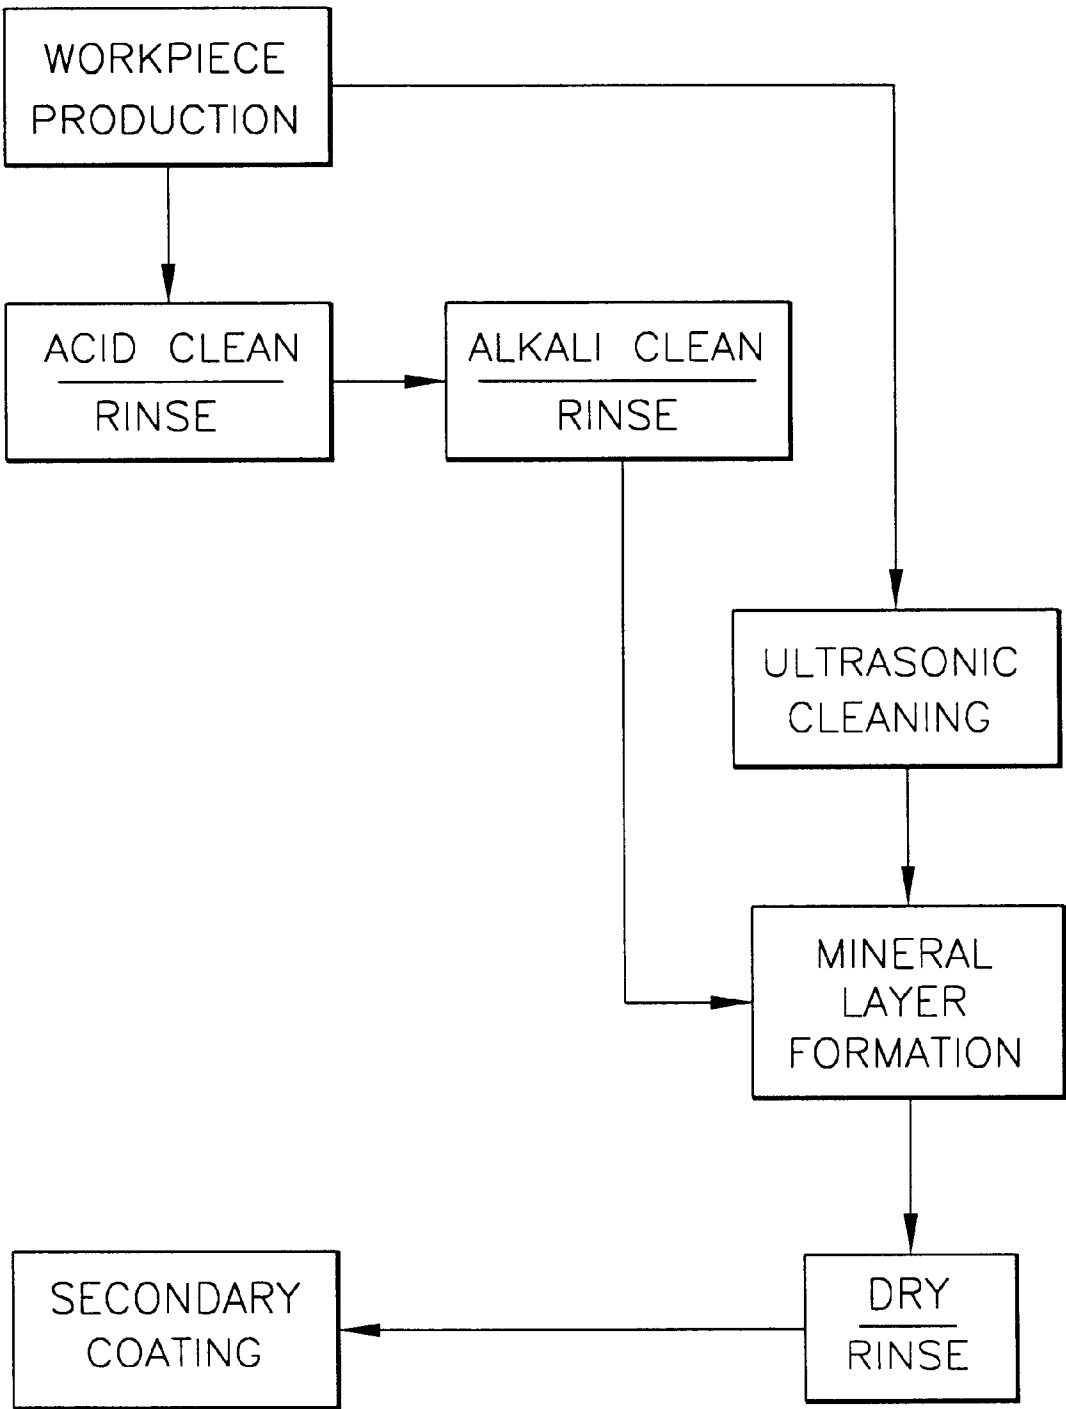 WORKPIECE
PRODUCTION
ACID CLEAN
RINSE
ALKALI CLEAN
RINSE
ULTRASONIC
CLEANING
MINERAL
LAYER
FORMATION
SECONDARY
COATING
DRY
RINSE